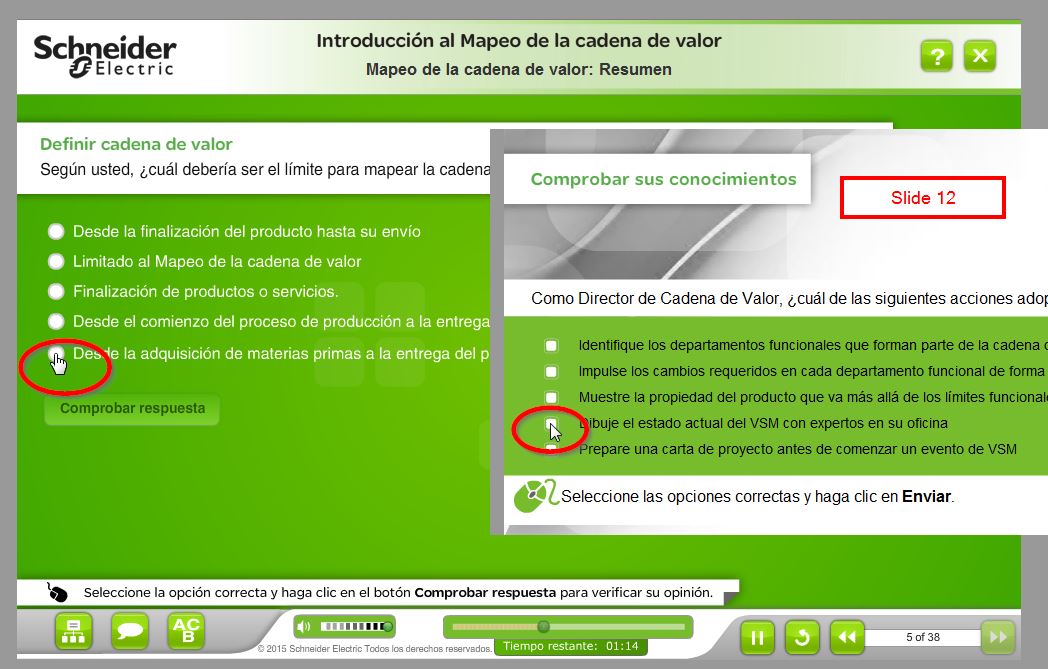 Schneider
Electric
Introducción al Mapeo de la cadena de valor
Mapeo de la cadena de valor: Resumen
?
X
Definir cadena de valor
Según usted, ¿cuál debería ser el límite para mapear la cadena
Desde la finalización del producto hasta su envío
Limitado al Mapeo de la cadena de valor
Finalización de productos o servicios.
Desde el comienzo del proceso de producción a la entrega
Desde la adquisición de materias primas a la entrega del p
Comprobar respuesta
Comprobar sus conocimientos
Slide 12
Como Director de Cadena de Valor, ¿cuál de las siguientes acciones adop
Identifique los departamentos funcionales que forman parte de la cadena
Impulse los cambios requeridos en cada departamento funcional de forma
Muestre la propiedad del producto que va más allá de los límites funcional
Dibuje el estado actual del VSM con expertos en su oficina
Prepare una carta de proyecto antes de comenzar un evento de VSM
Seleccione las opciones correctas y haga clic en Enviar.
Seleccione la opción correcta y haga clic en el botón Comprobar respuesta para verificar su opinión.
AC
B
© 2015 Schneider Electric Todos los derechos reservados.
Tiempo restante: 01:14
5 of 38